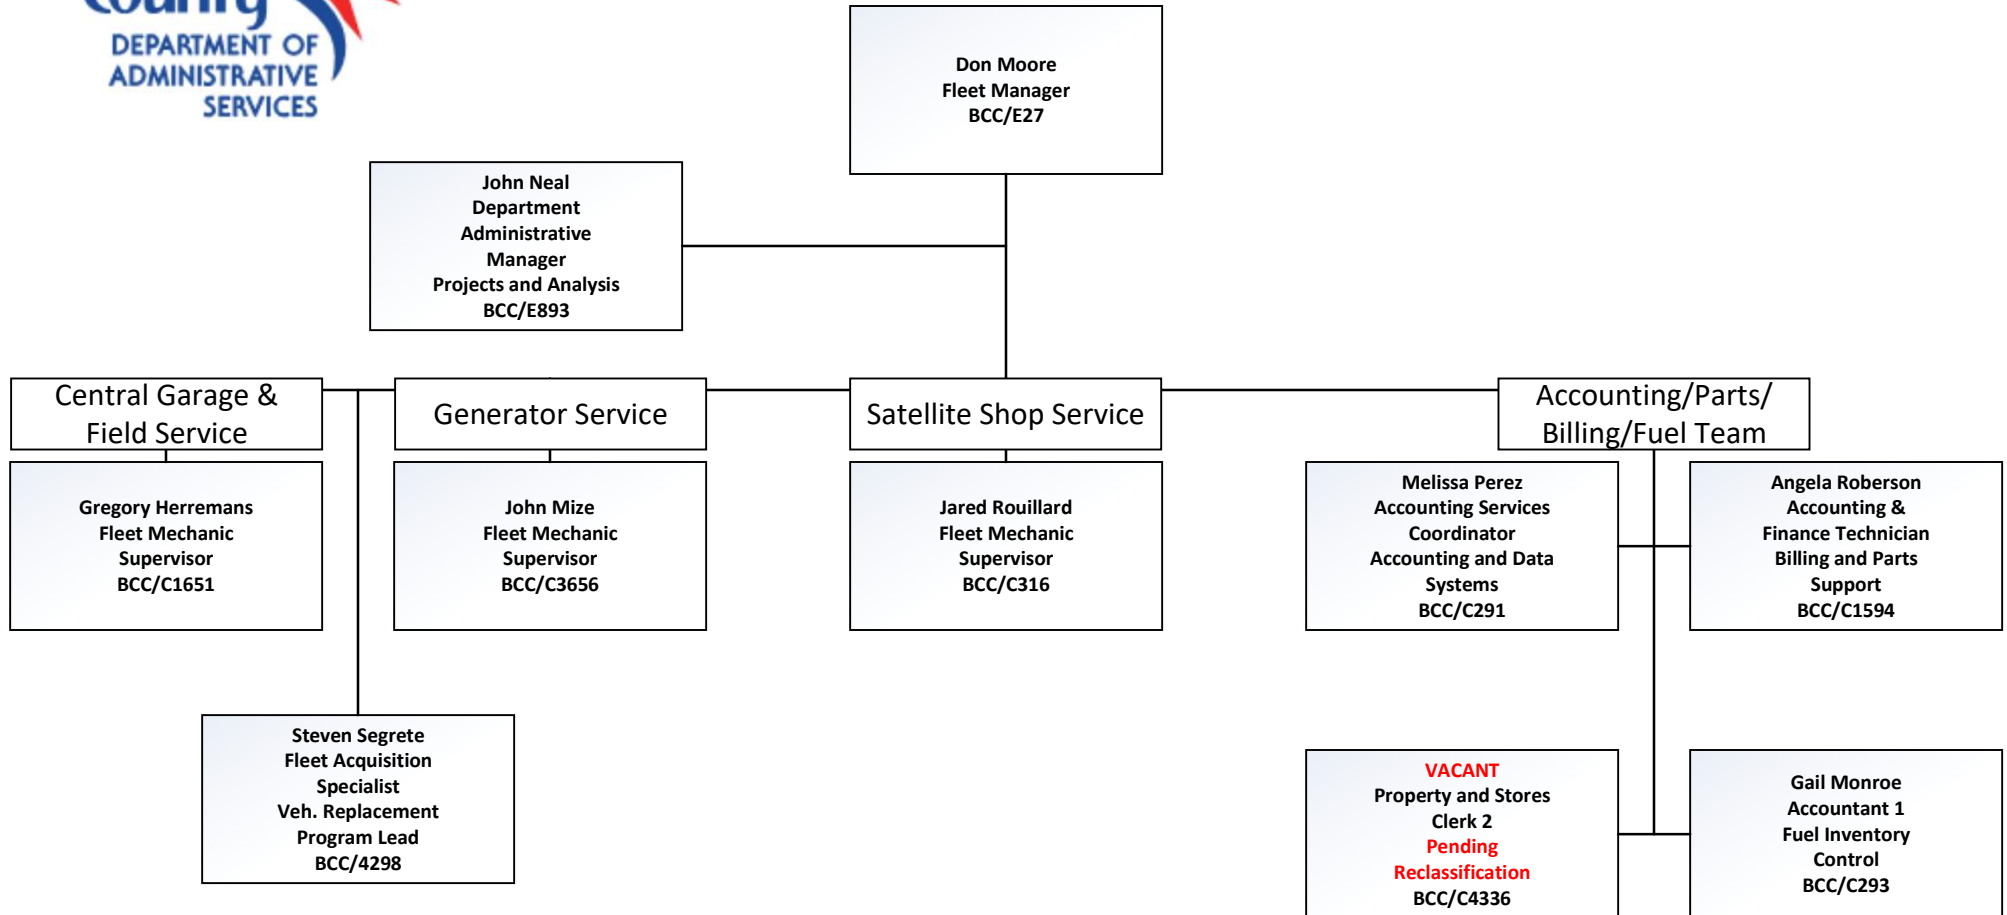 County
DEPARTMENT OF
ADMINISTRATIVE
SERVICES
Don Moore
Fleet Manager
BCC/E27
John Neal
Department
Administrative
Manager
Projects and Analysis
BCC/E893
Central Garage &
Field Service
Generator Service
Satellite Shop Service
Accounting/Parts/
Billing/Fuel Team
Gregory Herremans
Fleet Mechanic
Supervisor
BCC/C1651
John Mize
Fleet Mechanic
Supervisor
BCC/C3656
Jared Rouillard
Fleet Mechanic
Supervisor
BCC/C316
Melissa Perez
Accounting Services
Coordinator
Accounting and Data
Systems
BCC/C291
Angela Roberson
Accounting &
Finance Technician
Billing and Parts
Support
BCC/C1594
Steven Segrete
Fleet Acquisition
Specialist
Veh. Replacement
Program Lead
BCC/4298
VACANT
Property and Stores
Clerk 2
Pending
Reclassification
BCC/C4336
Gail Monroe
Accountant 1
Fuel Inventory
Control
BCC/C293